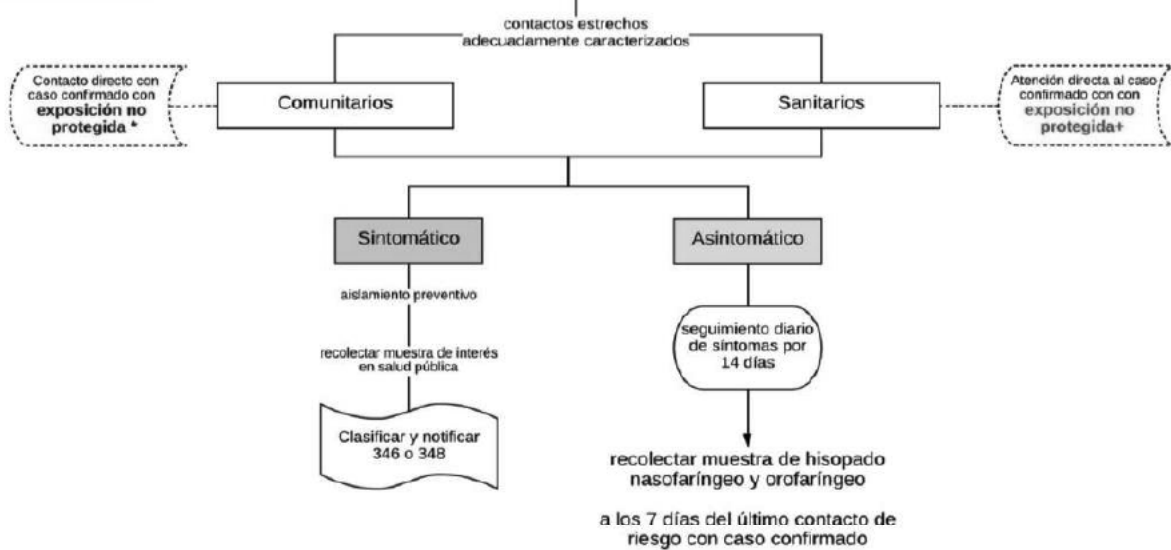 contactos estrechos
adecuadamente caracterizados
Contacto directo con
caso confirmado con
exposición no
protegida *
Comunitarios
Sanitarios
Atención directa al caso
confirmado con con
exposición no
protegida+
Sintomático
Asintomático
aislamiento preventivo
recolectar muestra de interés
en salud pública
Clasificar y notificar
346 o 348
seguimiento diario
de síntomas por
14 días
recolectar muestra de hisopado
nasofaríngeo y orofaríngeo
a los 7 días del último contacto de
riesgo con caso confirmado